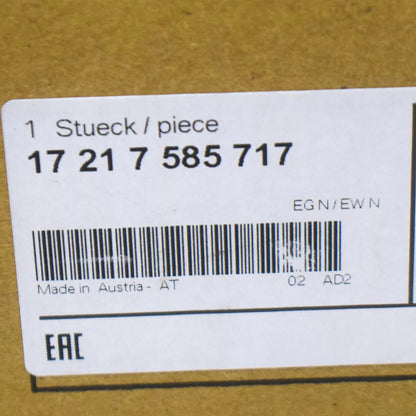 1 Stueck / piece
17 21 7 585 717
EG N / EW N
Made in Austria - AT 02 AD2
EAC